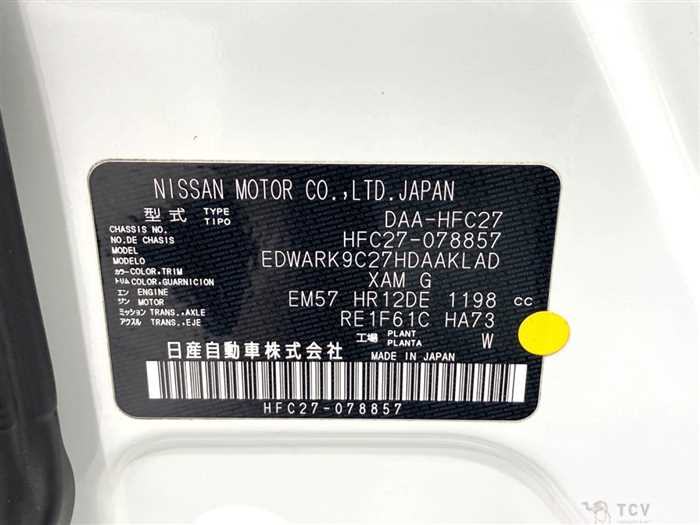 NISSAN MOTOR CO.,LTD.JAPAN
型式 TYPE TIPO DAA-HFC27
CHASSIS NO.
NO.DE CHASIS HFC27-078857
MODEL
MODELO EDWARK9C27HDAAKLAD
カラー COLOR,TRIM
トリム COLOR,GUARNICION XAM G
エン ENGINE
ジン MOTOR EM57 HR12DE 1198 cc
ミッション TRANS.,AXLE
アクスル TRANS.,EJE RE1F61C HA73
工場 PLANT PLANTA W
日産自動車株式会社 MADE IN JAPAN
HFC27-078857
TCV